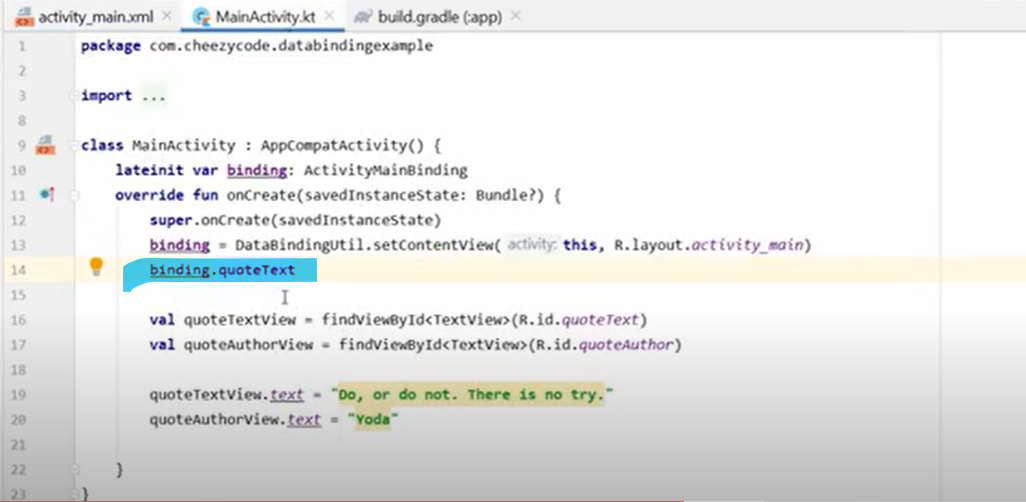 activity_main.xml MainActivity.kt build.gradle (:app)
1 package com.cheezycode.databindingexample
2
3 import ...
8
9 class MainActivity : AppCompatActivity() {
10 lateinit var binding: ActivityMainBinding
11 override fun onCreate(savedInstanceState: Bundle?) {
12 super.onCreate(savedInstanceState)
13 binding = DataBindingUtil.setContentView( activity: this, R.layout.activity_main)
14 binding.quoteText
15
16 val quoteTextView = findViewById<TextView>(R.id.quoteText)
17 val quoteAuthorView = findViewById<TextView>(R.id.quoteAuthor)
18
19 quoteTextView.text = "Do, or do not. There is no try."
20 quoteAuthorView.text = "Yoda"
21
22 }
23 }